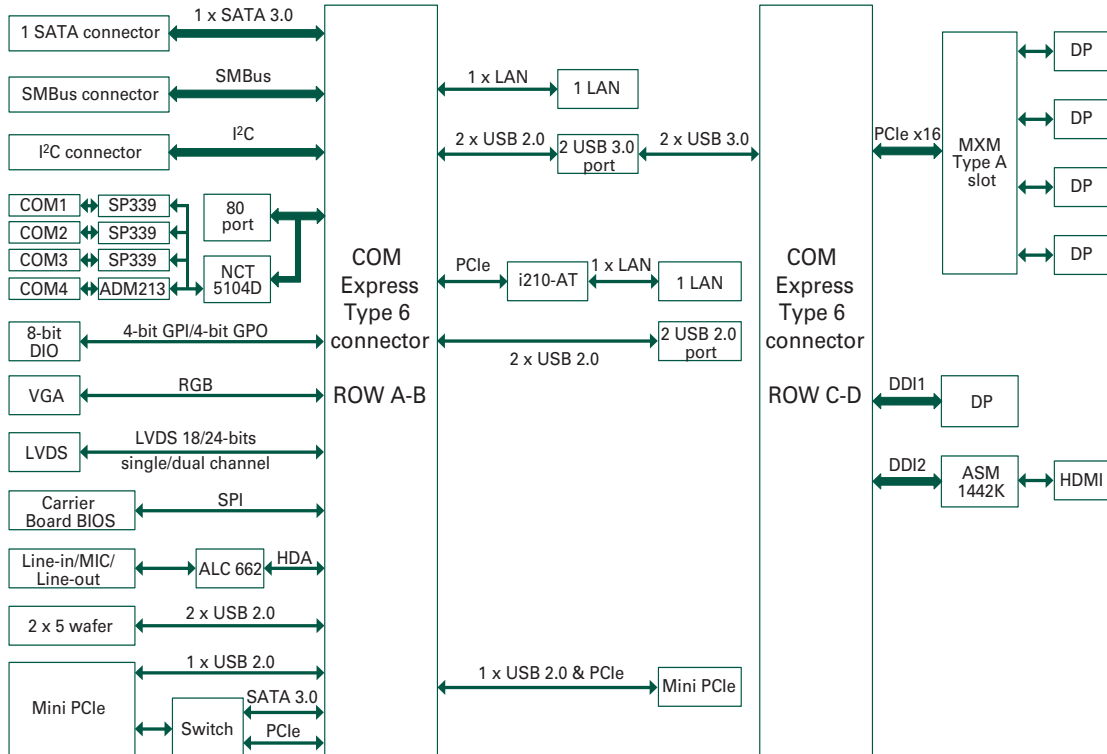 1 SATA connector
1 x SATA 3.0
SMBus connector
SMBus
I²C connector
I²C
COM1
SP339
COM2
SP339
COM3
SP339
COM4
ADM213
80
port
NCT
5104D
8-bit
DIO
4-bit GPI/4-bit GPO
VGA
RGB
LVDS
LVDS 18/24-bits
single/dual channel
Carrier
Board BIOS
SPI
Line-in/MIC/
Line-out
ALC 662
HDA
2 x 5 wafer
2 x USB 2.0
Mini PCIe
1 x USB 2.0
Switch
SATA 3.0
PCIe
COM
Express
Type 6
connector
ROW A-B
1 x LAN
1 LAN
2 x USB 2.0
2 USB 3.0
port
2 x USB 3.0
PCIe
i210-AT
1 x LAN
1 LAN
2 x USB 2.0
2 USB 2.0
port
1 x USB 2.0 & PCIe
Mini PCIe
COM
Express
Type 6
connector
ROW C-D
PCIe x16
MXM
Type A
slot
DP
DP
DP
DP
DDI1
DP
DDI2
ASM
1442K
HDMI